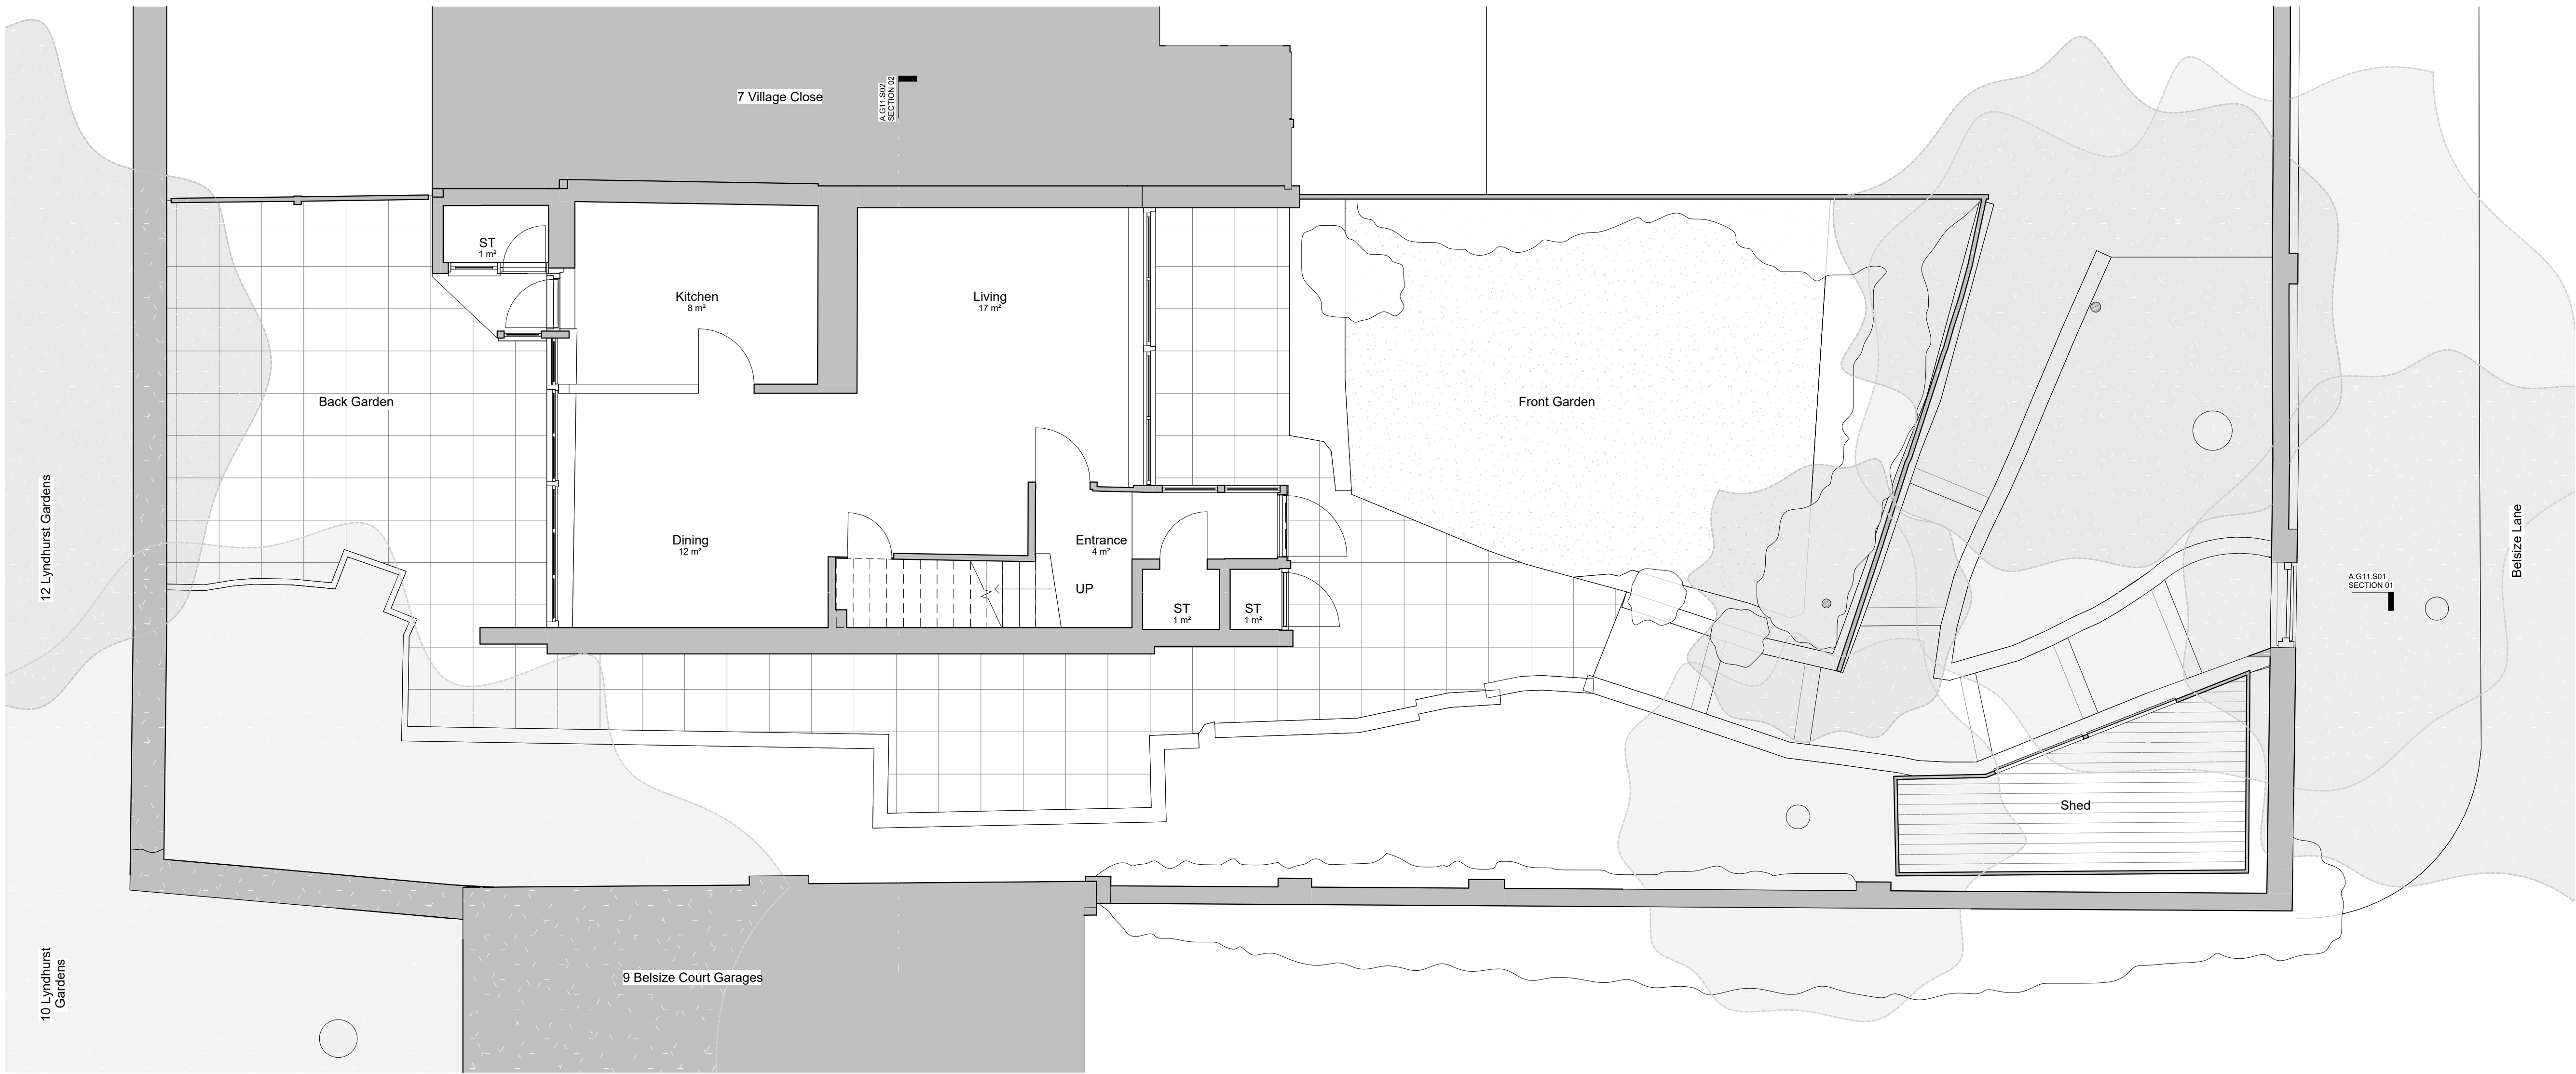 7 Village Close
A.G11.S02
SECTION 02
ST
1 m²
Kitchen
8 m²
Living
17 m²
Back Garden
Front Garden
12 Lyndhurst Gardens
Dining
12 m²
Entrance
4 m²
UP
ST
1 m²
ST
1 m²
Belsize Lane
A.G11.S01
SECTION 01
Shed
10 Lyndhurst
Gardens
9 Belsize Court Garages